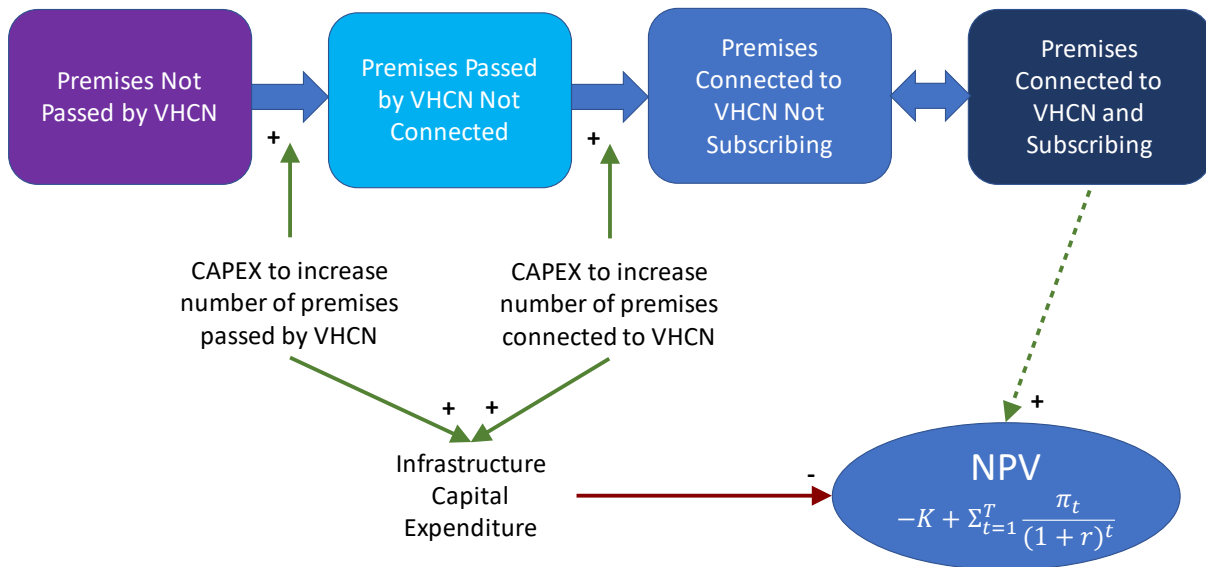 Premises Not
Passed by VHCN
Premises Passed
by VHCN Not
Connected
Premises
Connected to
VHCN Not
Subscribing
Premises
Connected to
VHCN and
Subscribing
+
+
CAPEX to increase
number of premises
passed by VHCN
CAPEX to increase
number of premises
connected to VHCN
+ +
+
Infrastructure
Capital
Expenditure
-
NPV
−K + Σ_{t=1}^{T} π_t/(1 + r)^t